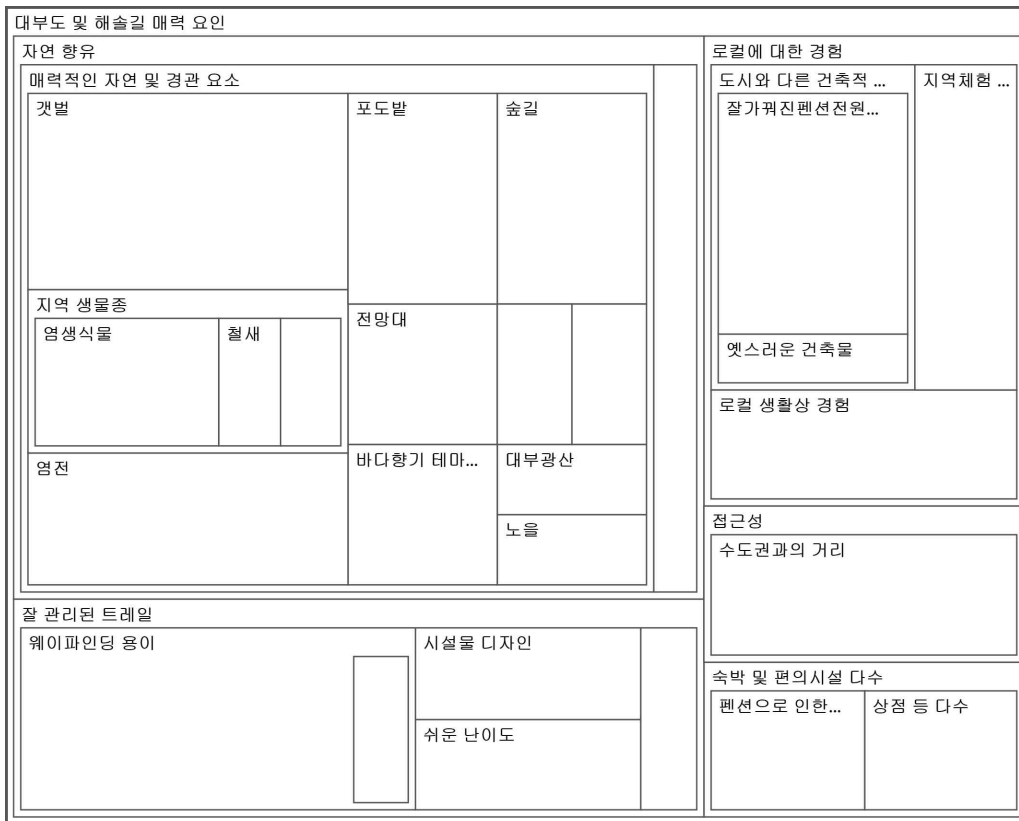 대부도 및 해솔길 매력 요인
자연 향유
매력적인 자연 및 경관 요소
갯벌
포도밭
숲길
지역 생물종
염생식물
철새
전망대
염전
바다향기 테마...
대부광산
노을
잘 관리된 트레일
웨이파인딩 용이
시설물 디자인
쉬운 난이도
로컬에 대한 경험
도시와 다른 건축적 ...
지역체험 ...
잘가꿔진펜션전원...
옛스러운 건축물
로컬 생활상 경험
접근성
수도권과의 거리
숙박 및 편의시설 다수
펜션으로 인한...
상점 등 다수